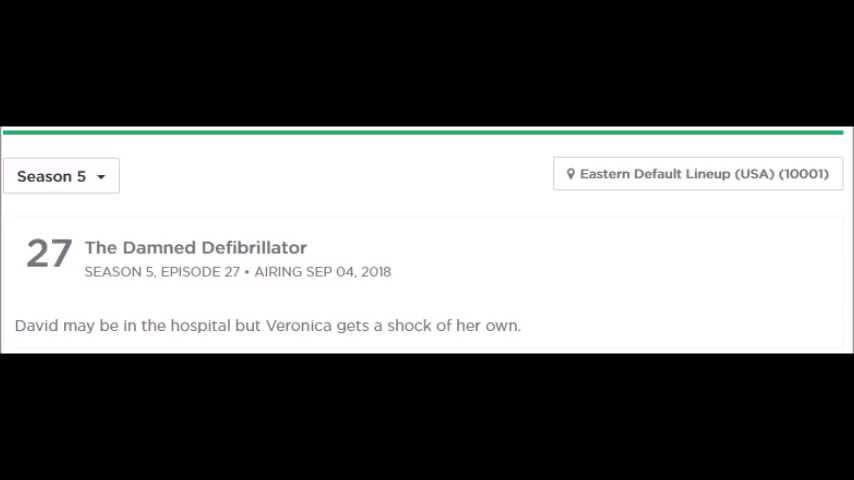 Season 5
Eastern Default Lineup (USA) (10001)
27
The Damned Defibrillator
SEASON 5, EPISODE 27 • AIRING SEP 04, 2018
David may be in the hospital but Veronica gets a shock of her own.